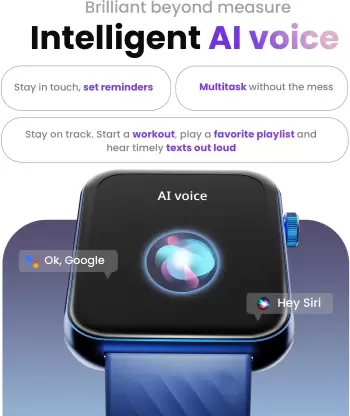 Brilliant beyond measure
Intelligent AI voice
Stay in touch, set reminders
Multitask without the mess
Stay on track. Start a workout, play a favorite playlist and
hear timely texts out loud
AI voice
Ok, Google
Hey Siri